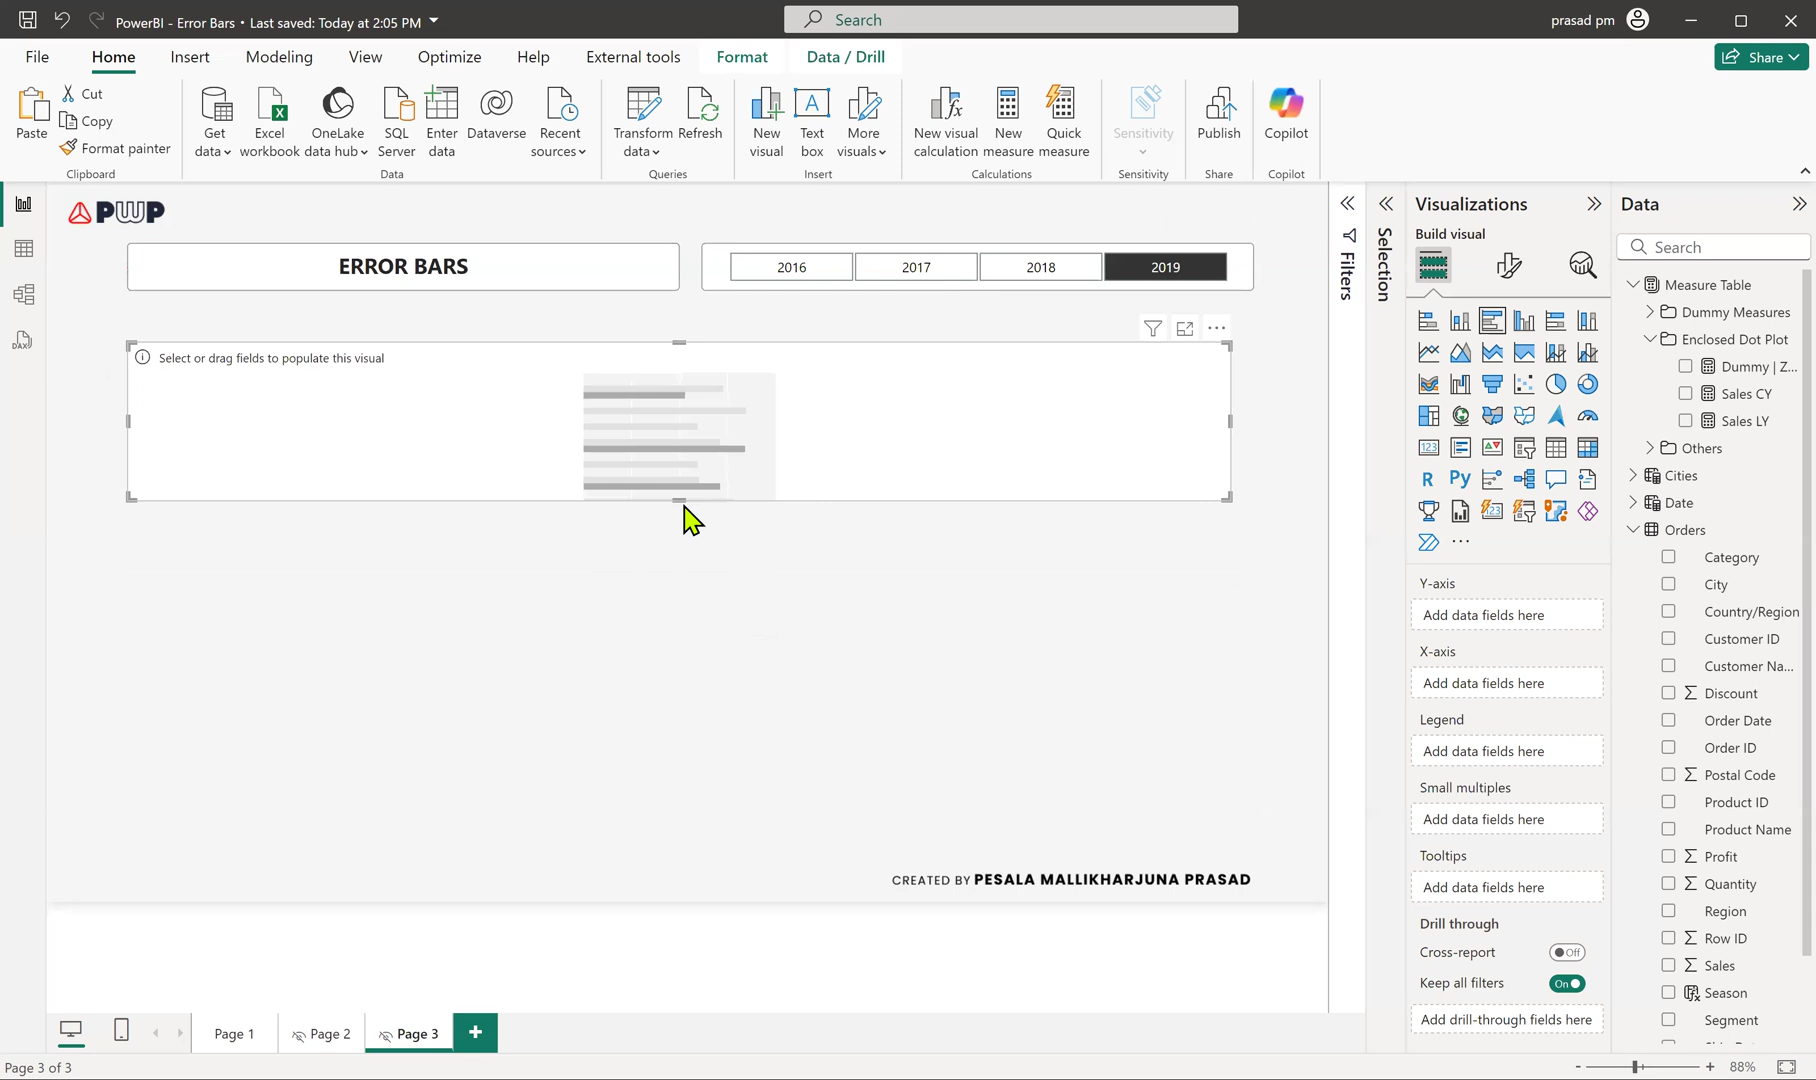 PowerBI - Error Bars • Last saved: Today at 2:05 PM
Search
prasad pm
File
Home
Insert
Modeling
View
Optimize
Help
External tools
Format
Data / Drill
Share
Paste
Cut
Copy
Format painter
Clipboard
Get data
Excel workbook
OneLake data hub
SQL Server
Enter data
Dataverse
Recent sources
Data
Transform data
Refresh
Queries
New visual
Text box
More visuals
Insert
New visual calculation
New measure
Quick measure
Calculations
Sensitivity
Sensitivity
Publish
Share
Copilot
Copilot
PWP
ERROR BARS
2016
2017
2018
2019
Select or drag fields to populate this visual
CREATED BY PESALA MALLIKHARJUNA PRASAD
Filters
Selection
Visualizations
Build visual
123
R
Py
123
Y-axis
Add data fields here
X-axis
Add data fields here
Legend
Add data fields here
Small multiples
Add data fields here
Tooltips
Add data fields here
Drill through
Cross-report
Off
Keep all filters
On
Add drill-through fields here
Data
Search
Measure Table
Dummy Measures
Enclosed Dot Plot
Dummy | Z...
Sales CY
Sales LY
Others
Cities
Date
Orders
Category
City
Country/Region
Customer ID
Customer Na...
Discount
Order Date
Order ID
Postal Code
Product ID
Product Name
Profit
Quantity
Region
Row ID
Sales
Season
Segment
DAX
Page 1
Page 2
Page 3
Page 3 of 3
- + 88%